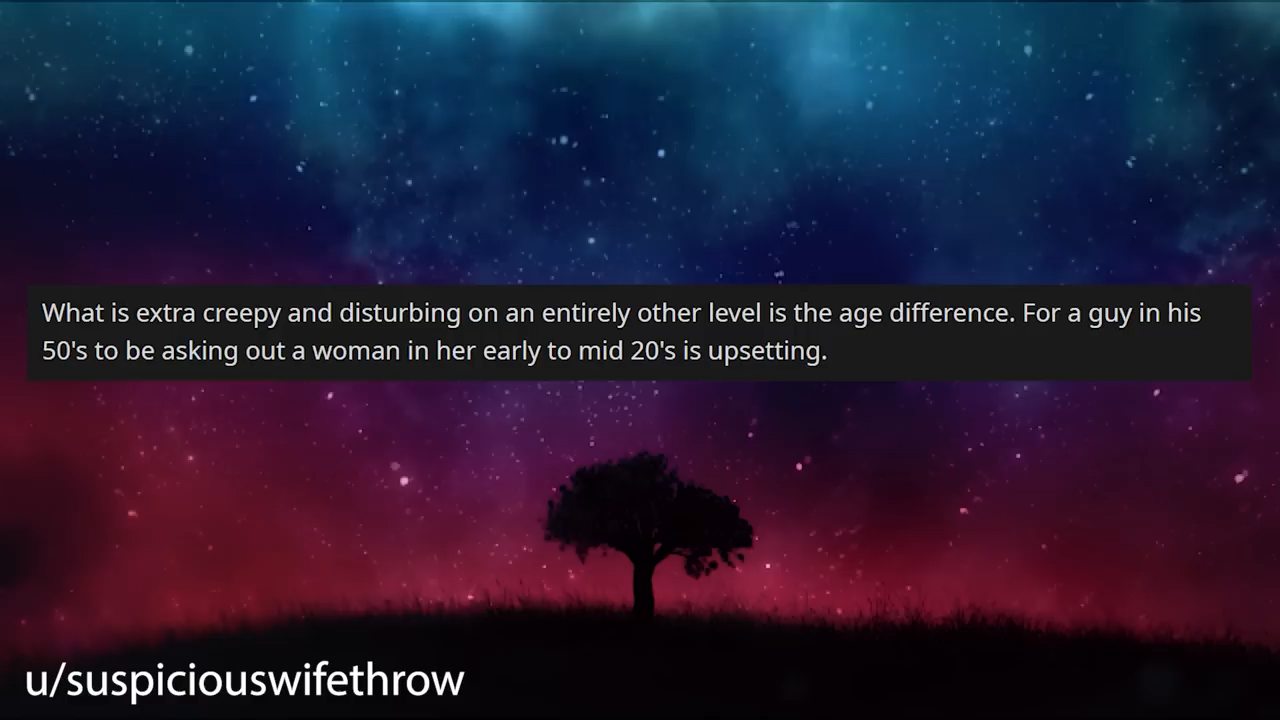 What is extra creepy and disturbing on an entirely other level is the age difference. For a guy in his
50's to be asking out a woman in her early to mid 20's is upsetting.
u/suspiciouswifethrow